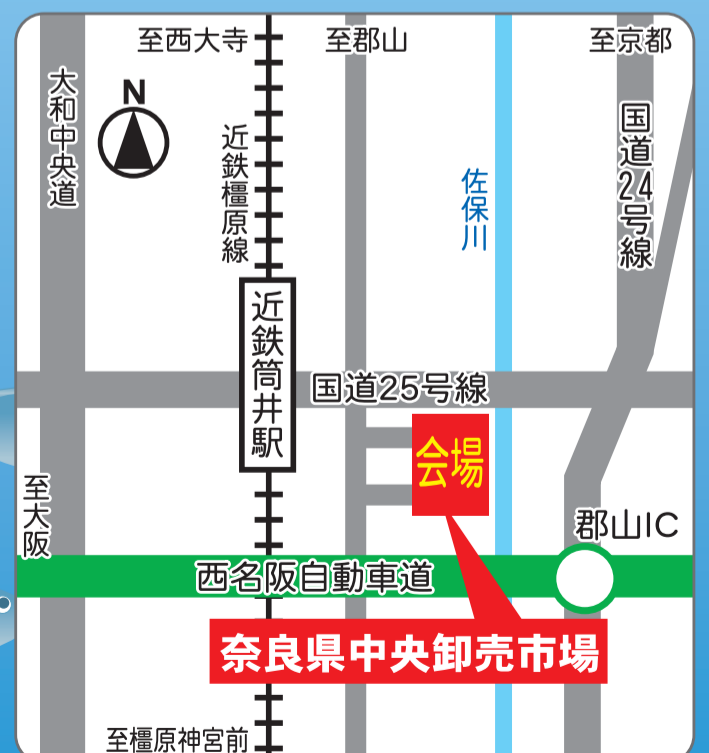 至西大寺
至郡山
至京都
大和中央道
N
近鉄橿原線
佐保川
国道24号線
近鉄筒井駅
国道25号線
会場
至大阪
郡山IC
西名阪自動車道
奈良県中央卸売市場
至橿原神宮前